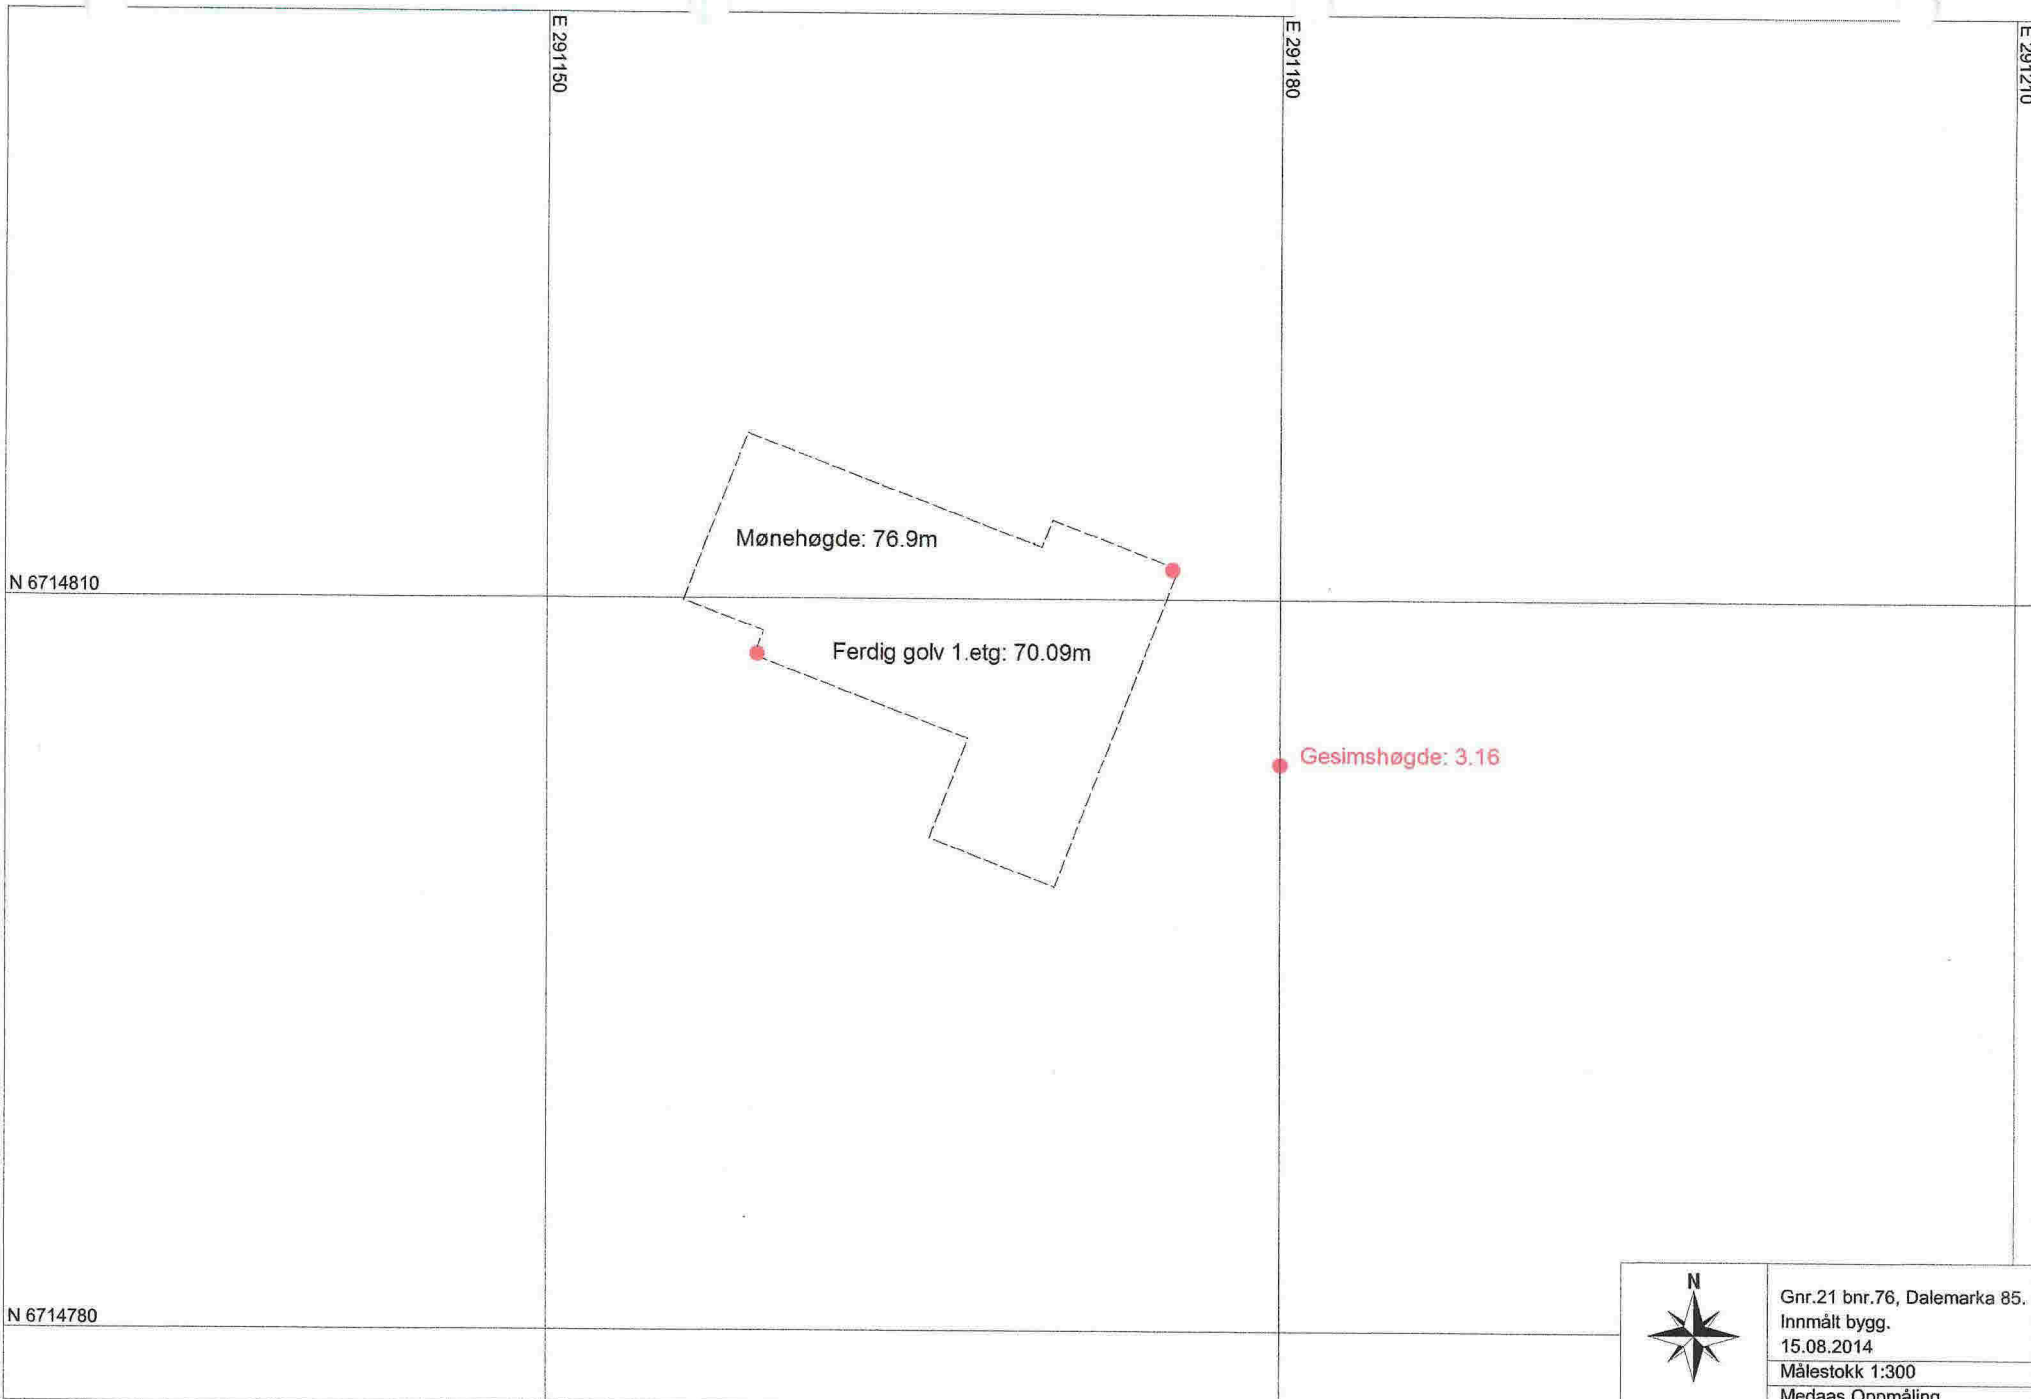 E 291150
E 291180
E 291210
Mønehøgde: 76.9m
N 6714810
Ferdig golv 1.etg: 70.09m
Gesimshøgde: 3.16
N 6714780
N
Gnr.21 bnr.76, Dalemarka 85.
Innmålt bygg.
15.08.2014
Målestokk 1:300
Medaas Oppmåling